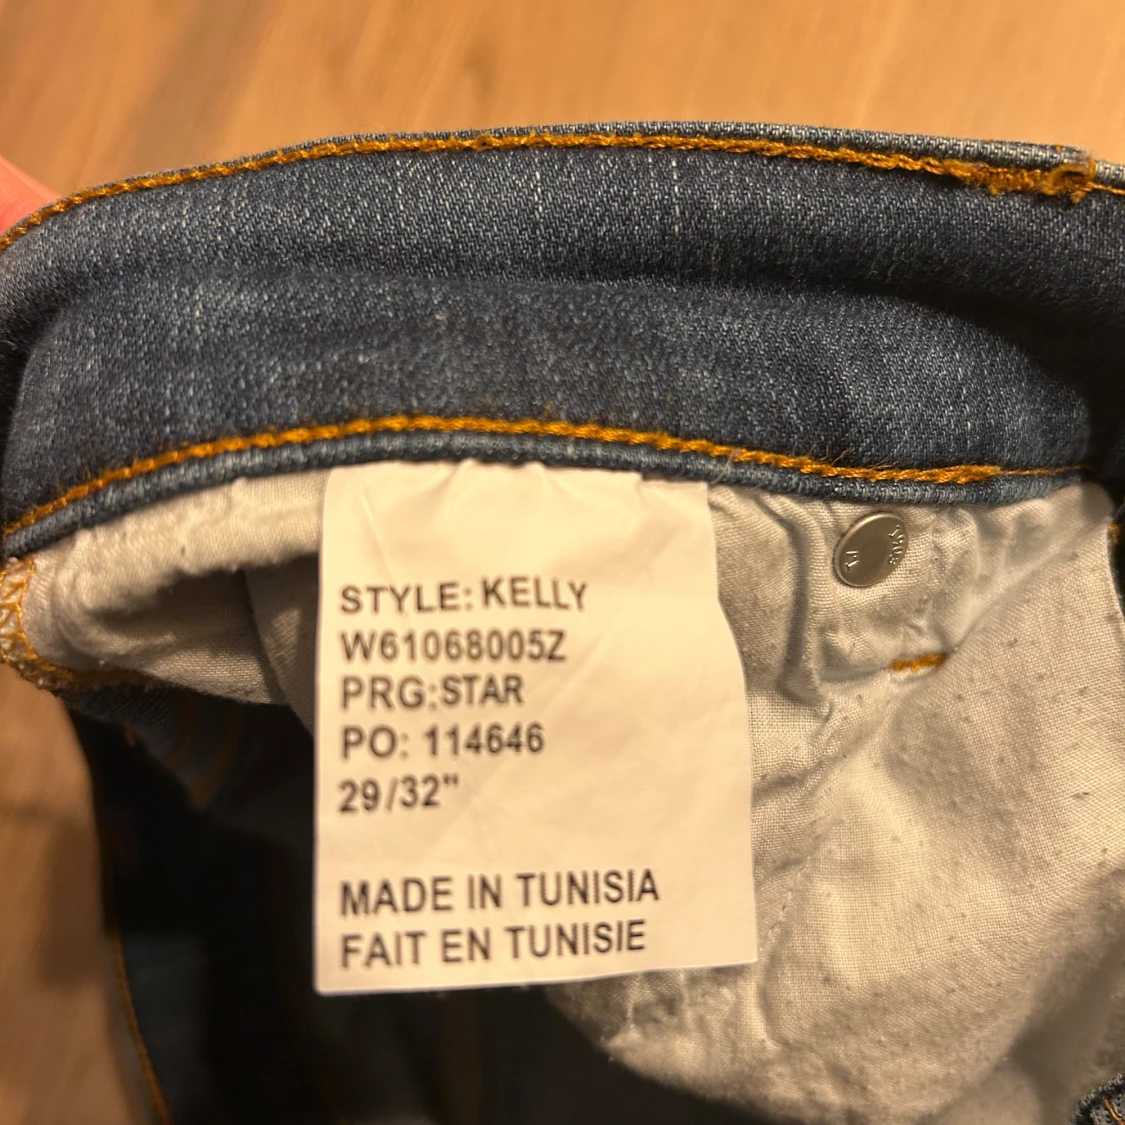 STYLE: KELLY
W61068005Z
PRG:STAR
PO: 114646
29/32"
MADE IN TUNISIA
FAIT EN TUNISIE